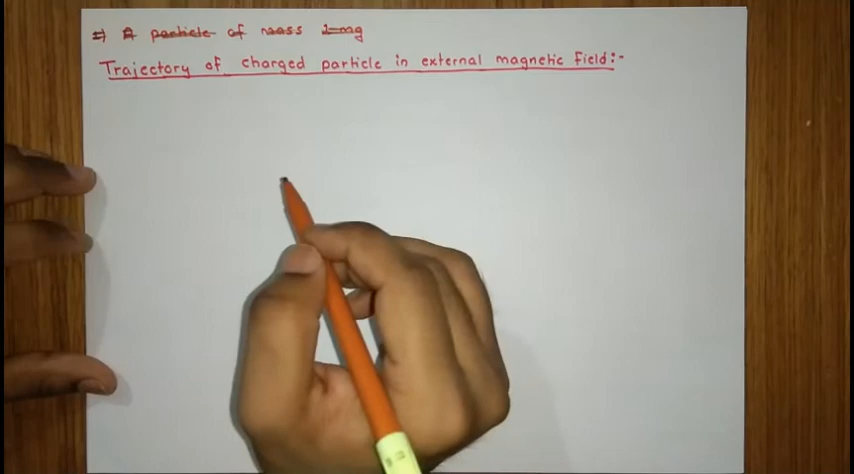 ⇒ A particle of mass 1 mg
Trajectory of charged particle in external magnetic field :-